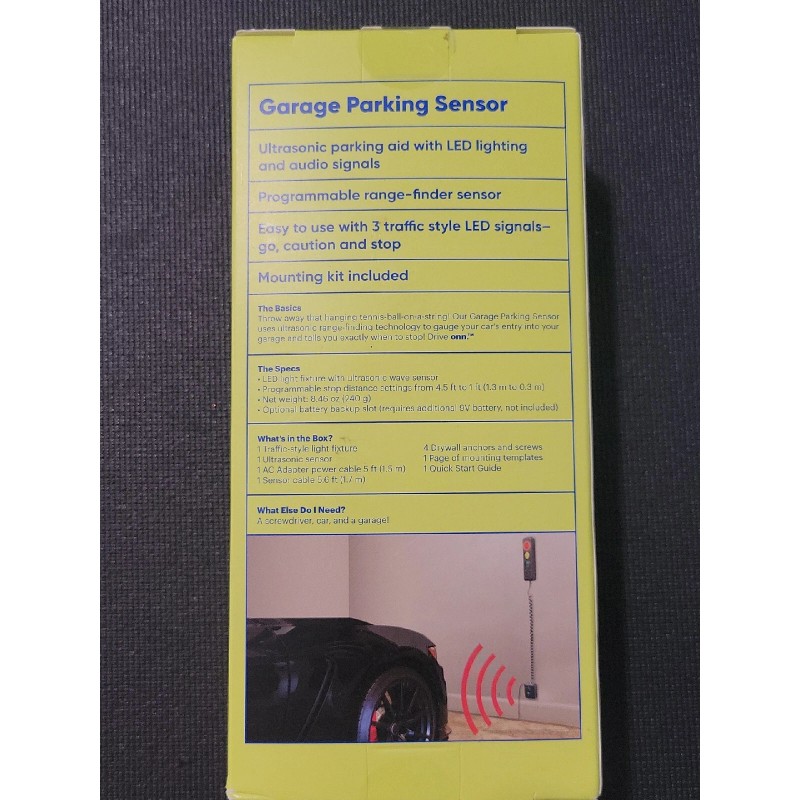 Garage Parking Sensor
Ultrasonic parking aid with LED lighting
and audio signals
Programmable range-finder sensor
Easy to use with 3 traffic style LED signals–
go, caution and stop
Mounting kit included
The Basics
Throw away that hanging tennis-ball-on-a-string! Our Garage Parking Sensor
uses ultrasonic range-finding technology to gauge your car's entry into your
garage and tells you exactly when to stop! Drive onn.™
The Specs
• LED light fixture with ultrasonic wave sensor
• Programmable stop distance settings from 4.5 ft to 1 ft (1.3 m to 0.3 m)
• Net weight: 8.46 oz (240 g)
• Optional battery backup slot (requires additional 9V battery, not included)
What's in the Box?
1 Traffic-style light fixture
1 Ultrasonic sensor
1 AC Adapter power cable 5 ft (1.5 m)
1 Sensor cable 5.6 ft (1.7 m)
4 Drywall anchors and screws
1 Page of mounting templates
1 Quick Start Guide
What Else Do I Need?
A screwdriver, car, and a garage!